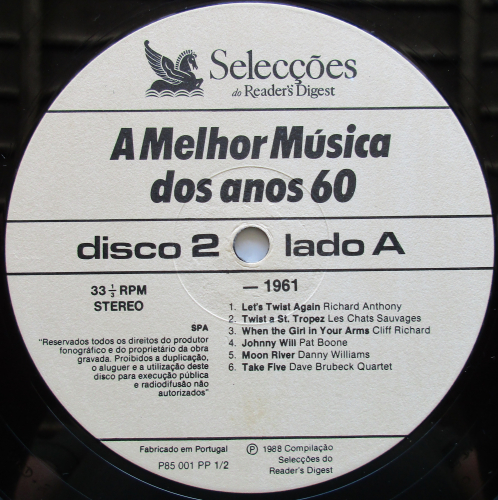 Selecções
do Reader's Digest
A Melhor Música
dos anos 60
disco 2 lado A
33 1/3 RPM
STEREO
— 1961
1. Let's Twist Again Richard Anthony
2. Twist a St. Tropez Les Chats Sauvages
3. When the Girl in Your Arms Cliff Richard
4. Johnny Will Pat Boone
5. Moon River Danny Williams
6. Take Five Dave Brubeck Quartet
SPA
"Reservados todos os direitos do produtor
fonográfico e do proprietário da obra
gravada. Proibidos a duplicação,
o aluguer e a utilização deste
disco para execução pública
e radiodifusão não
autorizados"
Fabricado em Portugal
P85 001 PP 1/2
Ⓟ 1988 Compilação
Selecções do
Reader's Digest